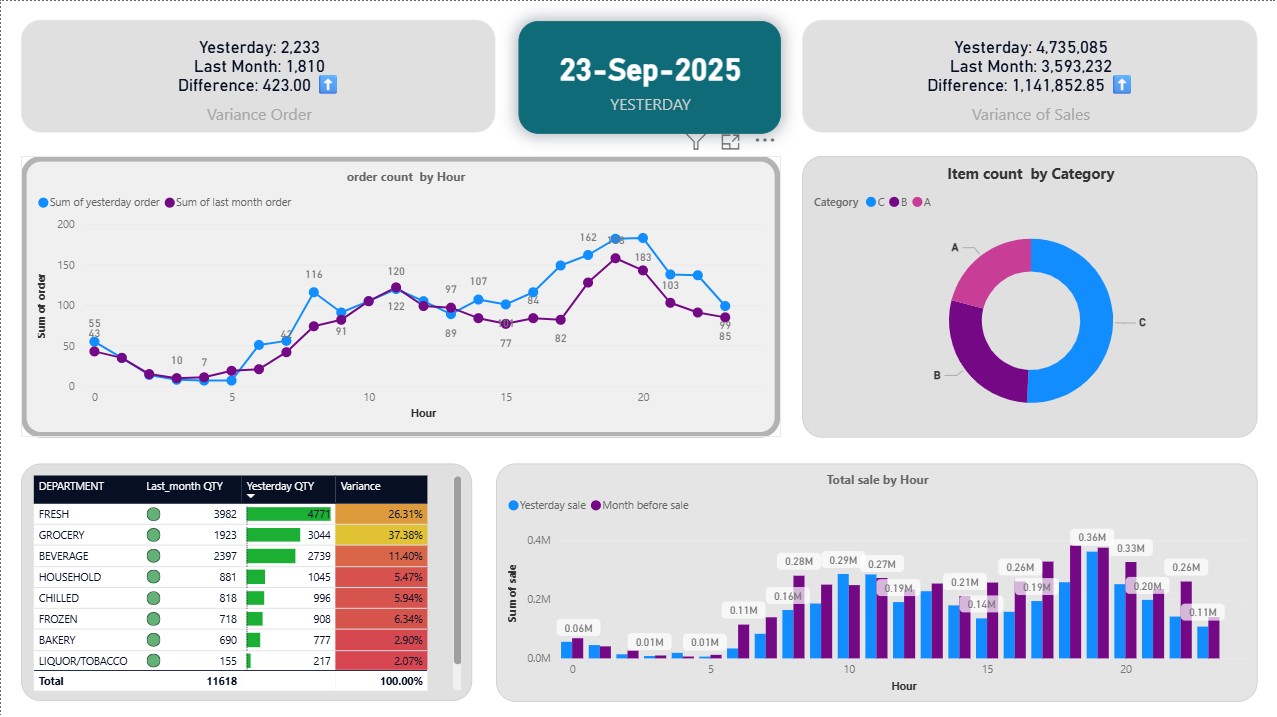 Yesterday: 2,233
Last Month: 1,810
Difference: 423.00 ⬆
Variance Order
23-Sep-2025
YESTERDAY
Yesterday: 4,735,085
Last Month: 3,593,232
Difference: 1,141,852.85 ⬆
Variance of Sales
order count by Hour
Sum of yesterday order Sum of last month order
Sum of order
200
150
100
50
0
55
43
10
7
42
116
91
120
122
97
89
107
77
84
82
162
183
103
99
85
0 5 10 15 20
Hour
Item count by Category
Category C B A
A
C
B
DEPARTMENT Last_month QTY Yesterday QTY Variance
FRESH 3982 4771 26.31%
GROCERY 1923 3044 37.38%
BEVERAGE 2397 2739 11.40%
HOUSEHOLD 881 1045 5.47%
CHILLED 818 996 5.94%
FROZEN 718 908 6.34%
BAKERY 690 777 2.90%
LIQUOR/TOBACCO 155 217 2.07%
Total 11618 100.00%
Total sale by Hour
Yesterday sale Month before sale
Sum of sale
0.4M
0.2M
0.0M
0.06M
0.01M
0.01M
0.11M
0.16M
0.28M
0.29M
0.27M
0.19M
0.21M
0.14M
0.26M
0.19M
0.36M
0.33M
0.20M
0.26M
0.11M
0 5 10 15 20
Hour